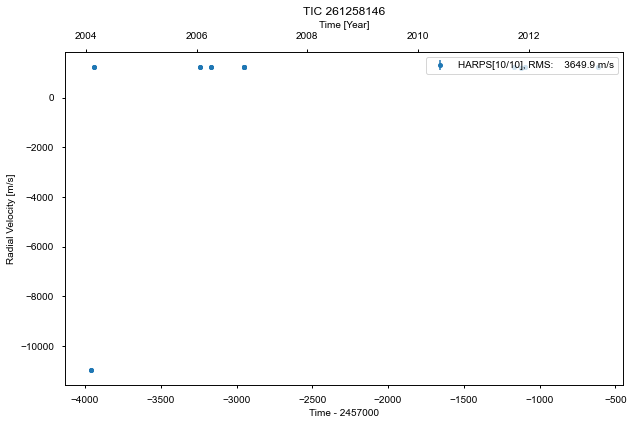 TIC 261258146
Time [Year]
2004 2006 2008 2010 2012
HARPS[10/10], RMS: 3649.9 m/s
Radial Velocity [m/s]
0
−2000
−4000
−6000
−8000
−10000
−4000 −3500 −3000 −2500 −2000 −1500 −1000 −500
Time - 2457000